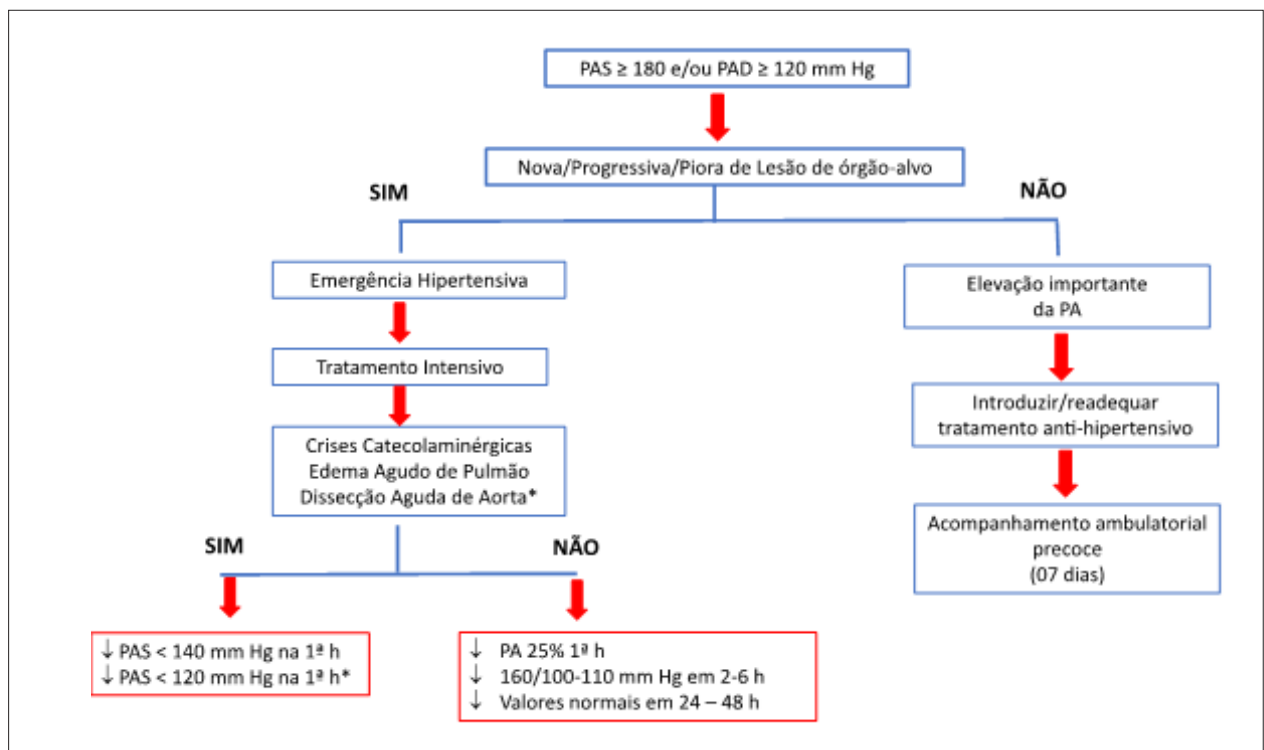 PAS ≥ 180 e/ou PAD ≥ 120 mm Hg
Nova/Progressiva/Piora de Lesão de órgão-alvo
SIM
NÃO
Emergência Hipertensiva
Tratamento Intensivo
Crises Catecolaminérgicas
Edema Agudo de Pulmão
Dissecção Aguda de Aorta*
SIM
NÃO
↓ PAS < 140 mm Hg na 1ª h
↓ PAS < 120 mm Hg na 1ª h*
↓ PA 25% 1ª h
↓ 160/100-110 mm Hg em 2-6 h
↓ Valores normais em 24 – 48 h
Elevação importante
da PA
Introduzir/readequar
tratamento anti-hipertensivo
Acompanhamento ambulatorial
precoce
(07 dias)